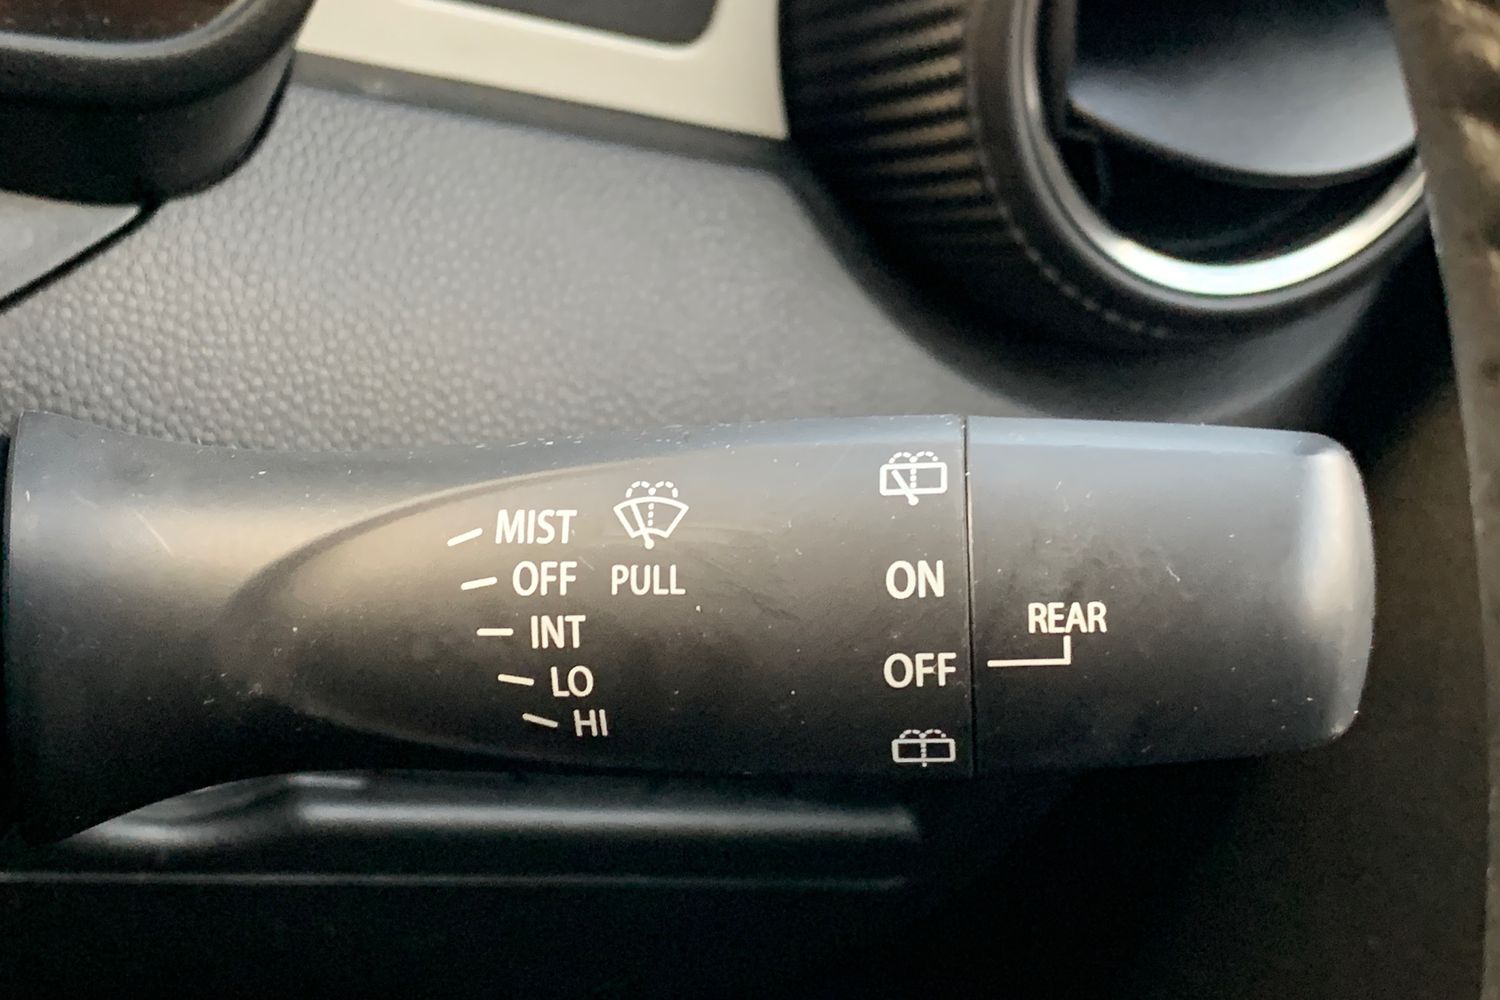 MIST
OFF PULL
INT
LO
HI
ON
OFF
REAR